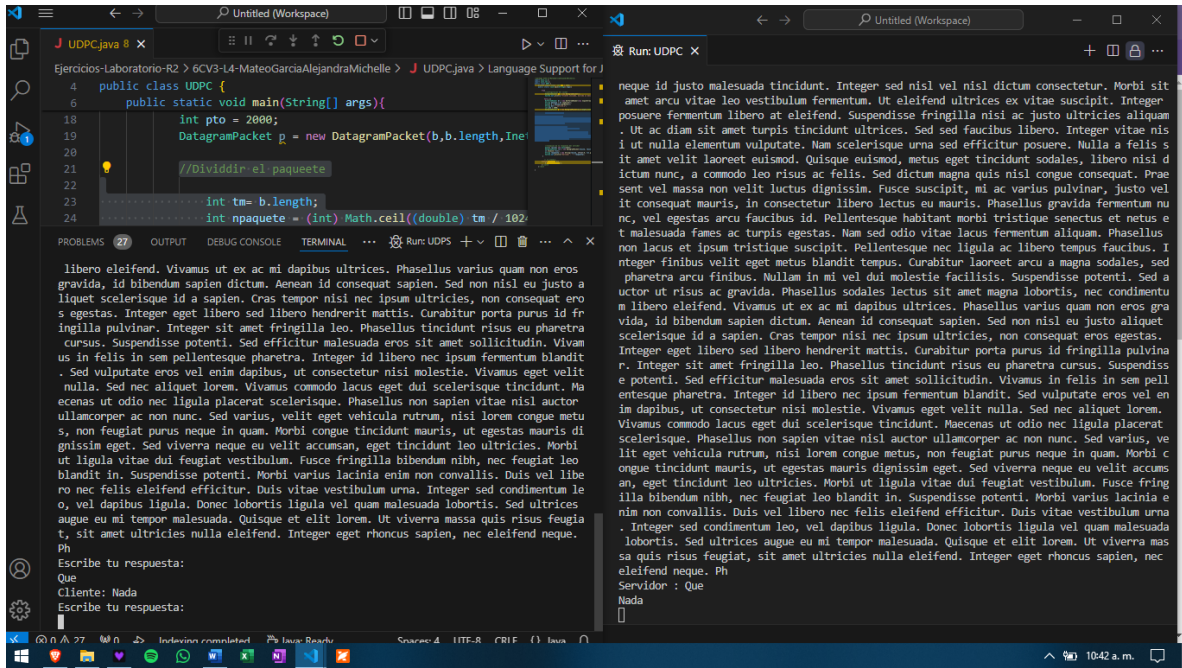 Untitled (Workspace)
UDPC.java 8
Ejercicios-Laboratorio-R2 > 6CV3-L4-MateoGarciaAlejandraMichelle > J UDPC.java > Language Support for J
4 public class UDPC {
6 public static void main(String[] args){
18 int pto = 2000;
19 DatagramPacket p = new DatagramPacket(b,b.length,Inet
20
21 //Dividdir el paqueete
22
23 int tm= b.length;
24 int npaquete = (int) Math.ceil((double) tm / 1024
PROBLEMS 27 OUTPUT DEBUG CONSOLE TERMINAL ... Run: UDPS
libero eleifend. Vivamus ut ex ac mi dapibus ultrices. Phasellus varius quam non eros
gravida, id bibendum sapien dictum. Aenean id consequat sapien. Sed non nisl eu justo a
liquet scelerisque id a sapien. Cras tempor nisi nec ipsum ultricies, non consequat ero
s egestas. Integer eget libero sed libero hendrerit mattis. Curabitur porta purus id fr
ingilla pulvinar. Integer sit amet fringilla leo. Phasellus tincidunt risus eu pharetra
cursus. Suspendisse potenti. Sed efficitur malesuada eros sit amet sollicitudin. Vivam
us in felis in sem pellentesque pharetra. Integer id libero nec ipsum fermentum blandit
. Sed vulputate eros vel enim dapibus, ut consectetur nisi molestie. Vivamus eget velit
nulla. Sed nec aliquet lorem. Vivamus commodo lacus eget dui scelerisque tincidunt. Ma
ecenas ut odio nec ligula placerat scelerisque. Phasellus non sapien vitae nisl auctor
ullamcorper ac non nunc. Sed varius, velit eget vehicula rutrum, nisi lorem congue metu
s, non feugiat purus neque in quam. Morbi congue tincidunt mauris, ut egestas mauris di
gnissim eget. Sed viverra neque eu velit accumsan, eget tincidunt leo ultricies. Morbi
ut ligula vitae dui feugiat vestibulum. Fusce fringilla bibendum nibh, nec feugiat leo
blandit in. Suspendisse potenti. Morbi varius lacinia enim non convallis. Duis vel libe
ro nec felis eleifend efficitur. Duis vitae vestibulum urna. Integer sed condimentum le
o, vel dapibus ligula. Donec lobortis ligula vel quam malesuada lobortis. Sed ultrices
augue eu mi tempor malesuada. Quisque et elit lorem. Ut viverra massa quis risus feugia
t, sit amet ultricies nulla eleifend. Integer eget rhoncus sapien, nec eleifend neque.
Ph
Escribe tu respuesta:
Que
Cliente: Nada
Escribe tu respuesta:
0 27 0 Indexing completed Java: Ready Spaces: 4 UTF-8 CRLF {} Java
Untitled (Workspace)
Run: UDPC
neque id justo malesuada tincidunt. Integer sed nisl vel nisl dictum consectetur. Morbi sit
amet arcu vitae leo vestibulum fermentum. Ut eleifend ultrices ex vitae suscipit. Integer
posuere fermentum libero at eleifend. Suspendisse fringilla nisi ac justo ultricies aliquam
. Ut ac diam sit amet turpis tincidunt ultrices. Sed sed faucibus libero. Integer vitae nis
i ut nulla elementum vulputate. Nam scelerisque urna sed efficitur posuere. Nulla a felis s
it amet velit laoreet euismod. Quisque euismod, metus eget tincidunt sodales, libero nisi d
ictum nunc, a commodo leo risus ac felis. Sed dictum magna quis nisl congue consequat. Prae
sent vel massa non velit luctus dignissim. Fusce suscipit, mi ac varius pulvinar, justo vel
it consequat mauris, in consectetur libero lectus eu mauris. Phasellus gravida fermentum nu
nc, vel egestas arcu faucibus id. Pellentesque habitant morbi tristique senectus et netus e
t malesuada fames ac turpis egestas. Nam sed odio vitae lacus fermentum aliquam. Phasellus
non lacus et ipsum tristique suscipit. Pellentesque nec ligula ac libero tempus faucibus. I
nteger finibus velit eget metus blandit tempus. Curabitur laoreet arcu a magna sodales, sed
pharetra arcu finibus. Nullam in mi vel dui molestie facilisis. Suspendisse potenti. Sed a
uctor ut risus ac gravida. Phasellus sodales lectus sit amet magna lobortis, nec condimentu
m libero eleifend. Vivamus ut ex ac mi dapibus ultrices. Phasellus varius quam non eros gra
vida, id bibendum sapien dictum. Aenean id consequat sapien. Sed non nisl eu justo aliquet
scelerisque id a sapien. Cras tempor nisi nec ipsum ultricies, non consequat eros egestas.
Integer eget libero sed libero hendrerit mattis. Curabitur porta purus id fringilla pulvina
r. Integer sit amet fringilla leo. Phasellus tincidunt risus eu pharetra cursus. Suspendiss
e potenti. Sed efficitur malesuada eros sit amet sollicitudin. Vivamus in felis in sem pell
entesque pharetra. Integer id libero nec ipsum fermentum blandit. Sed vulputate eros vel en
im dapibus, ut consectetur nisi molestie. Vivamus eget velit nulla. Sed nec aliquet lorem.
Vivamus commodo lacus eget dui scelerisque tincidunt. Maecenas ut odio nec ligula placerat
scelerisque. Phasellus non sapien vitae nisl auctor ullamcorper ac non nunc. Sed varius, ve
lit eget vehicula rutrum, nisi lorem congue metus, non feugiat purus neque in quam. Morbi c
ongue tincidunt mauris, ut egestas mauris dignissim eget. Sed viverra neque eu velit accums
an, eget tincidunt leo ultricies. Morbi ut ligula vitae dui feugiat vestibulum. Fusce fring
illa bibendum nibh, nec feugiat leo blandit in. Suspendisse potenti. Morbi varius lacinia e
nim non convallis. Duis vel libero nec felis eleifend efficitur. Duis vitae vestibulum urna
. Integer sed condimentum leo, vel dapibus ligula. Donec lobortis ligula vel quam malesuada
lobortis. Sed ultrices augue eu mi tempor malesuada. Quisque et elit lorem. Ut viverra mas
sa quis risus feugiat, sit amet ultricies nulla eleifend. Integer eget rhoncus sapien, nec
eleifend neque. Ph
Servidor : Que
Nada
10:42 a. m.